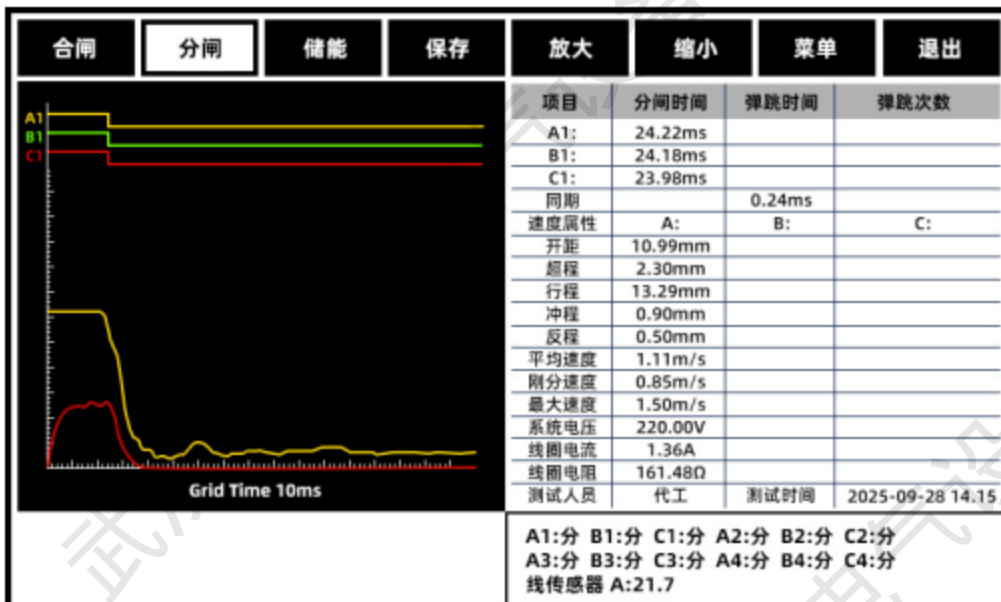 合闸 分闸 储能 保存 放大 缩小 菜单 退出
A1
B1
C1
Grid Time 10ms
项目 分闸时间 弹跳时间 弹跳次数
A1: 24.22ms
B1: 24.18ms
C1: 23.98ms
同期 0.24ms
速度属性 A: B: C:
开距 10.99mm
超程 2.30mm
行程 13.29mm
冲程 0.90mm
反程 0.50mm
平均速度 1.11m/s
刚分速度 0.85m/s
最大速度 1.50m/s
系统电压 220.00V
线圈电流 1.36A
线圈电阻 161.48Ω
测试人员 代工 测试时间 2025-09-28 14.15
A1:分 B1:分 C1:分 A2:分 B2:分 C2:分
A3:分 B3:分 C3:分 A4:分 B4:分 C4:分
线传感器 A:21.7